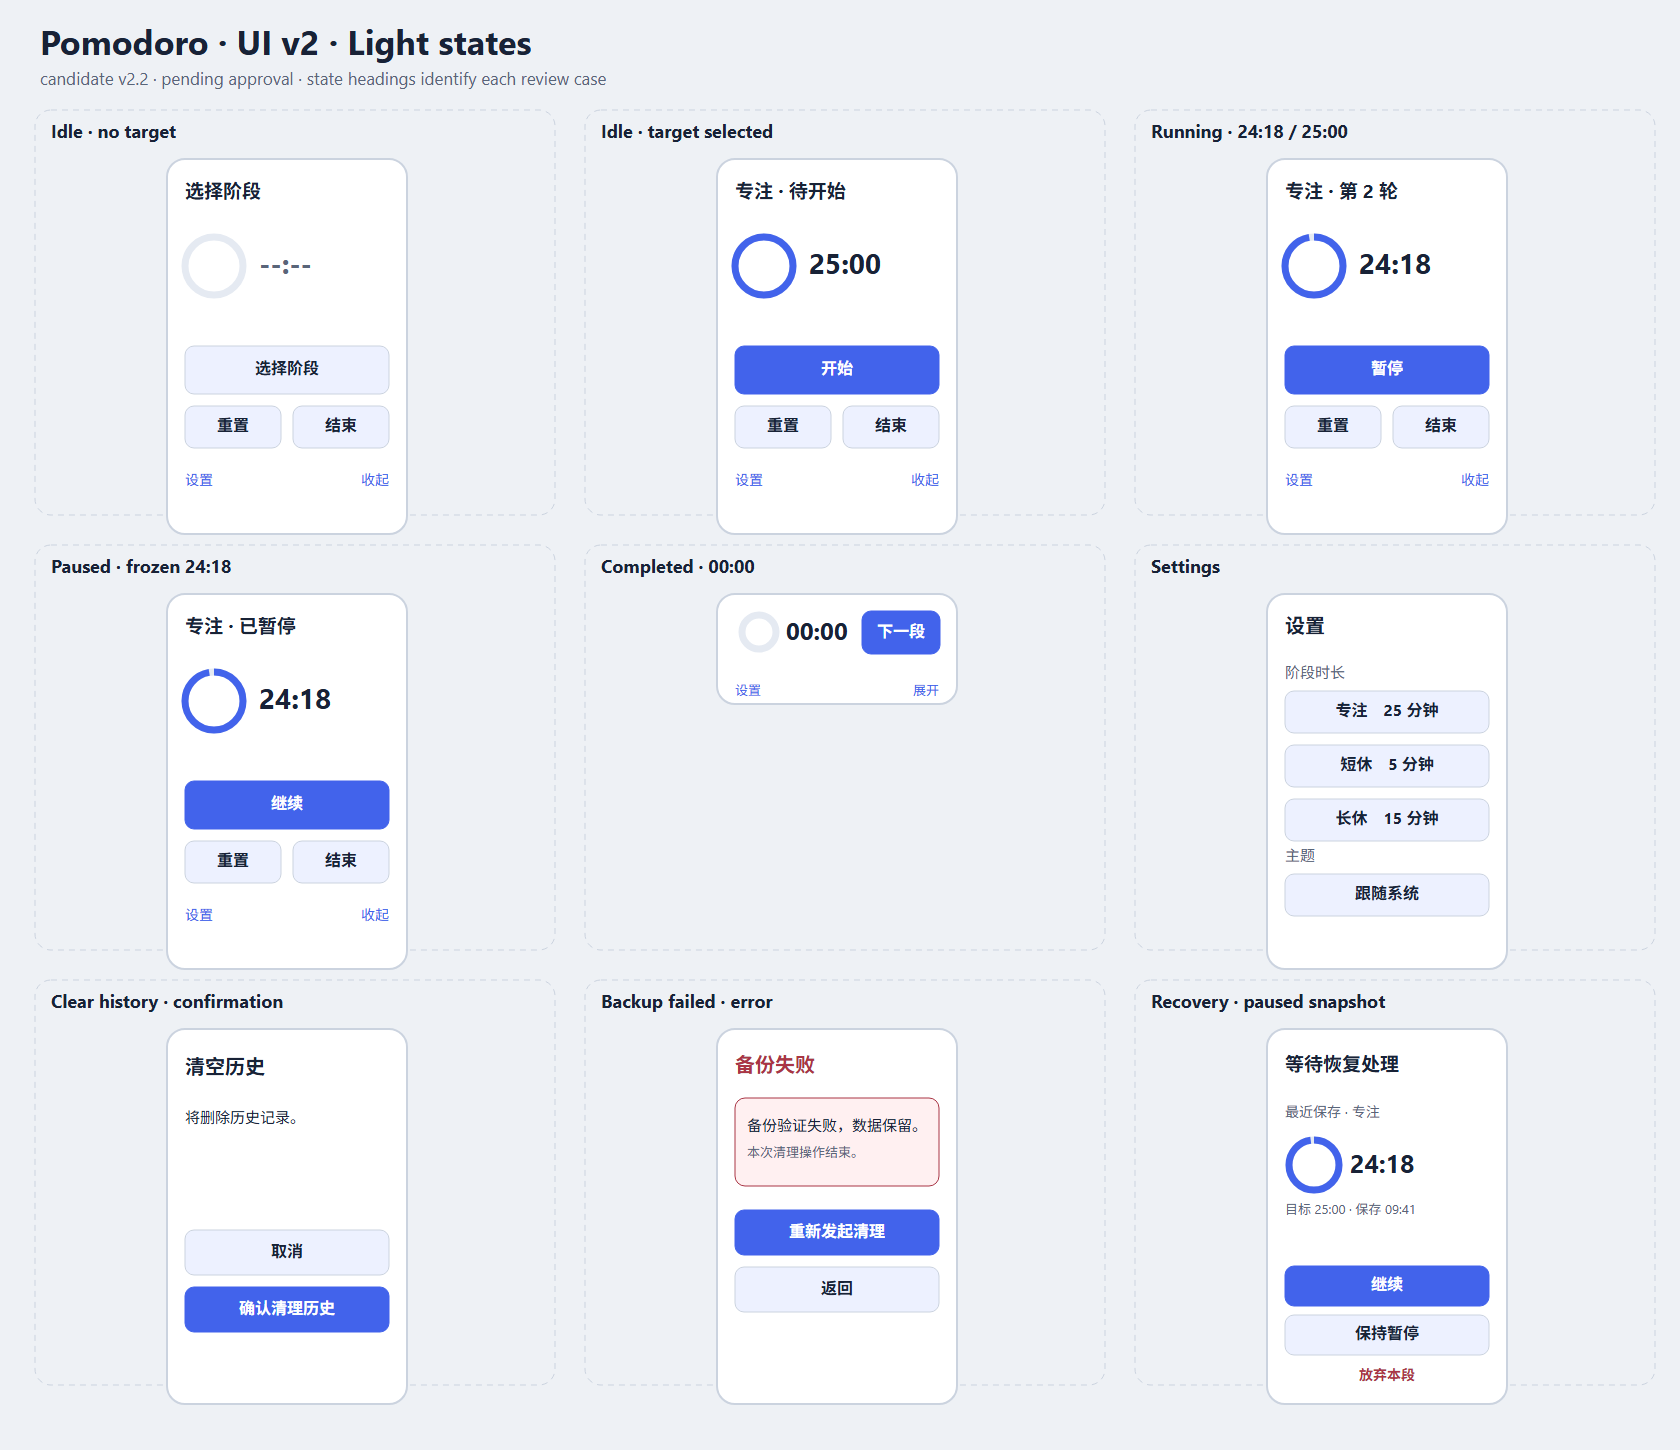 Pomodoro · UI v2 · Light states
candidate v2.2 · pending approval · state headings identify each review case
Idle · no target
选择阶段
--:--
选择阶段
重置 结束
设置 收起
Idle · target selected
专注 · 待开始
25:00
开始
重置 结束
设置 收起
Running · 24:18 / 25:00
专注 · 第 2 轮
24:18
暂停
重置 结束
设置 收起
Paused · frozen 24:18
专注 · 已暂停
24:18
继续
重置 结束
设置 收起
Completed · 00:00
00:00 下一段
设置 展开
Settings
设置
阶段时长
专注 25 分钟
短休 5 分钟
长休 15 分钟
主题
跟随系统
Clear history · confirmation
清空历史
将删除历史记录。
取消
确认清理历史
Backup failed · error
备份失败
备份验证失败，数据保留。
本次清理操作结束。
重新发起清理
返回
Recovery · paused snapshot
等待恢复处理
最近保存 · 专注
24:18
目标 25:00 · 保存 09:41
继续
保持暂停
放弃本段